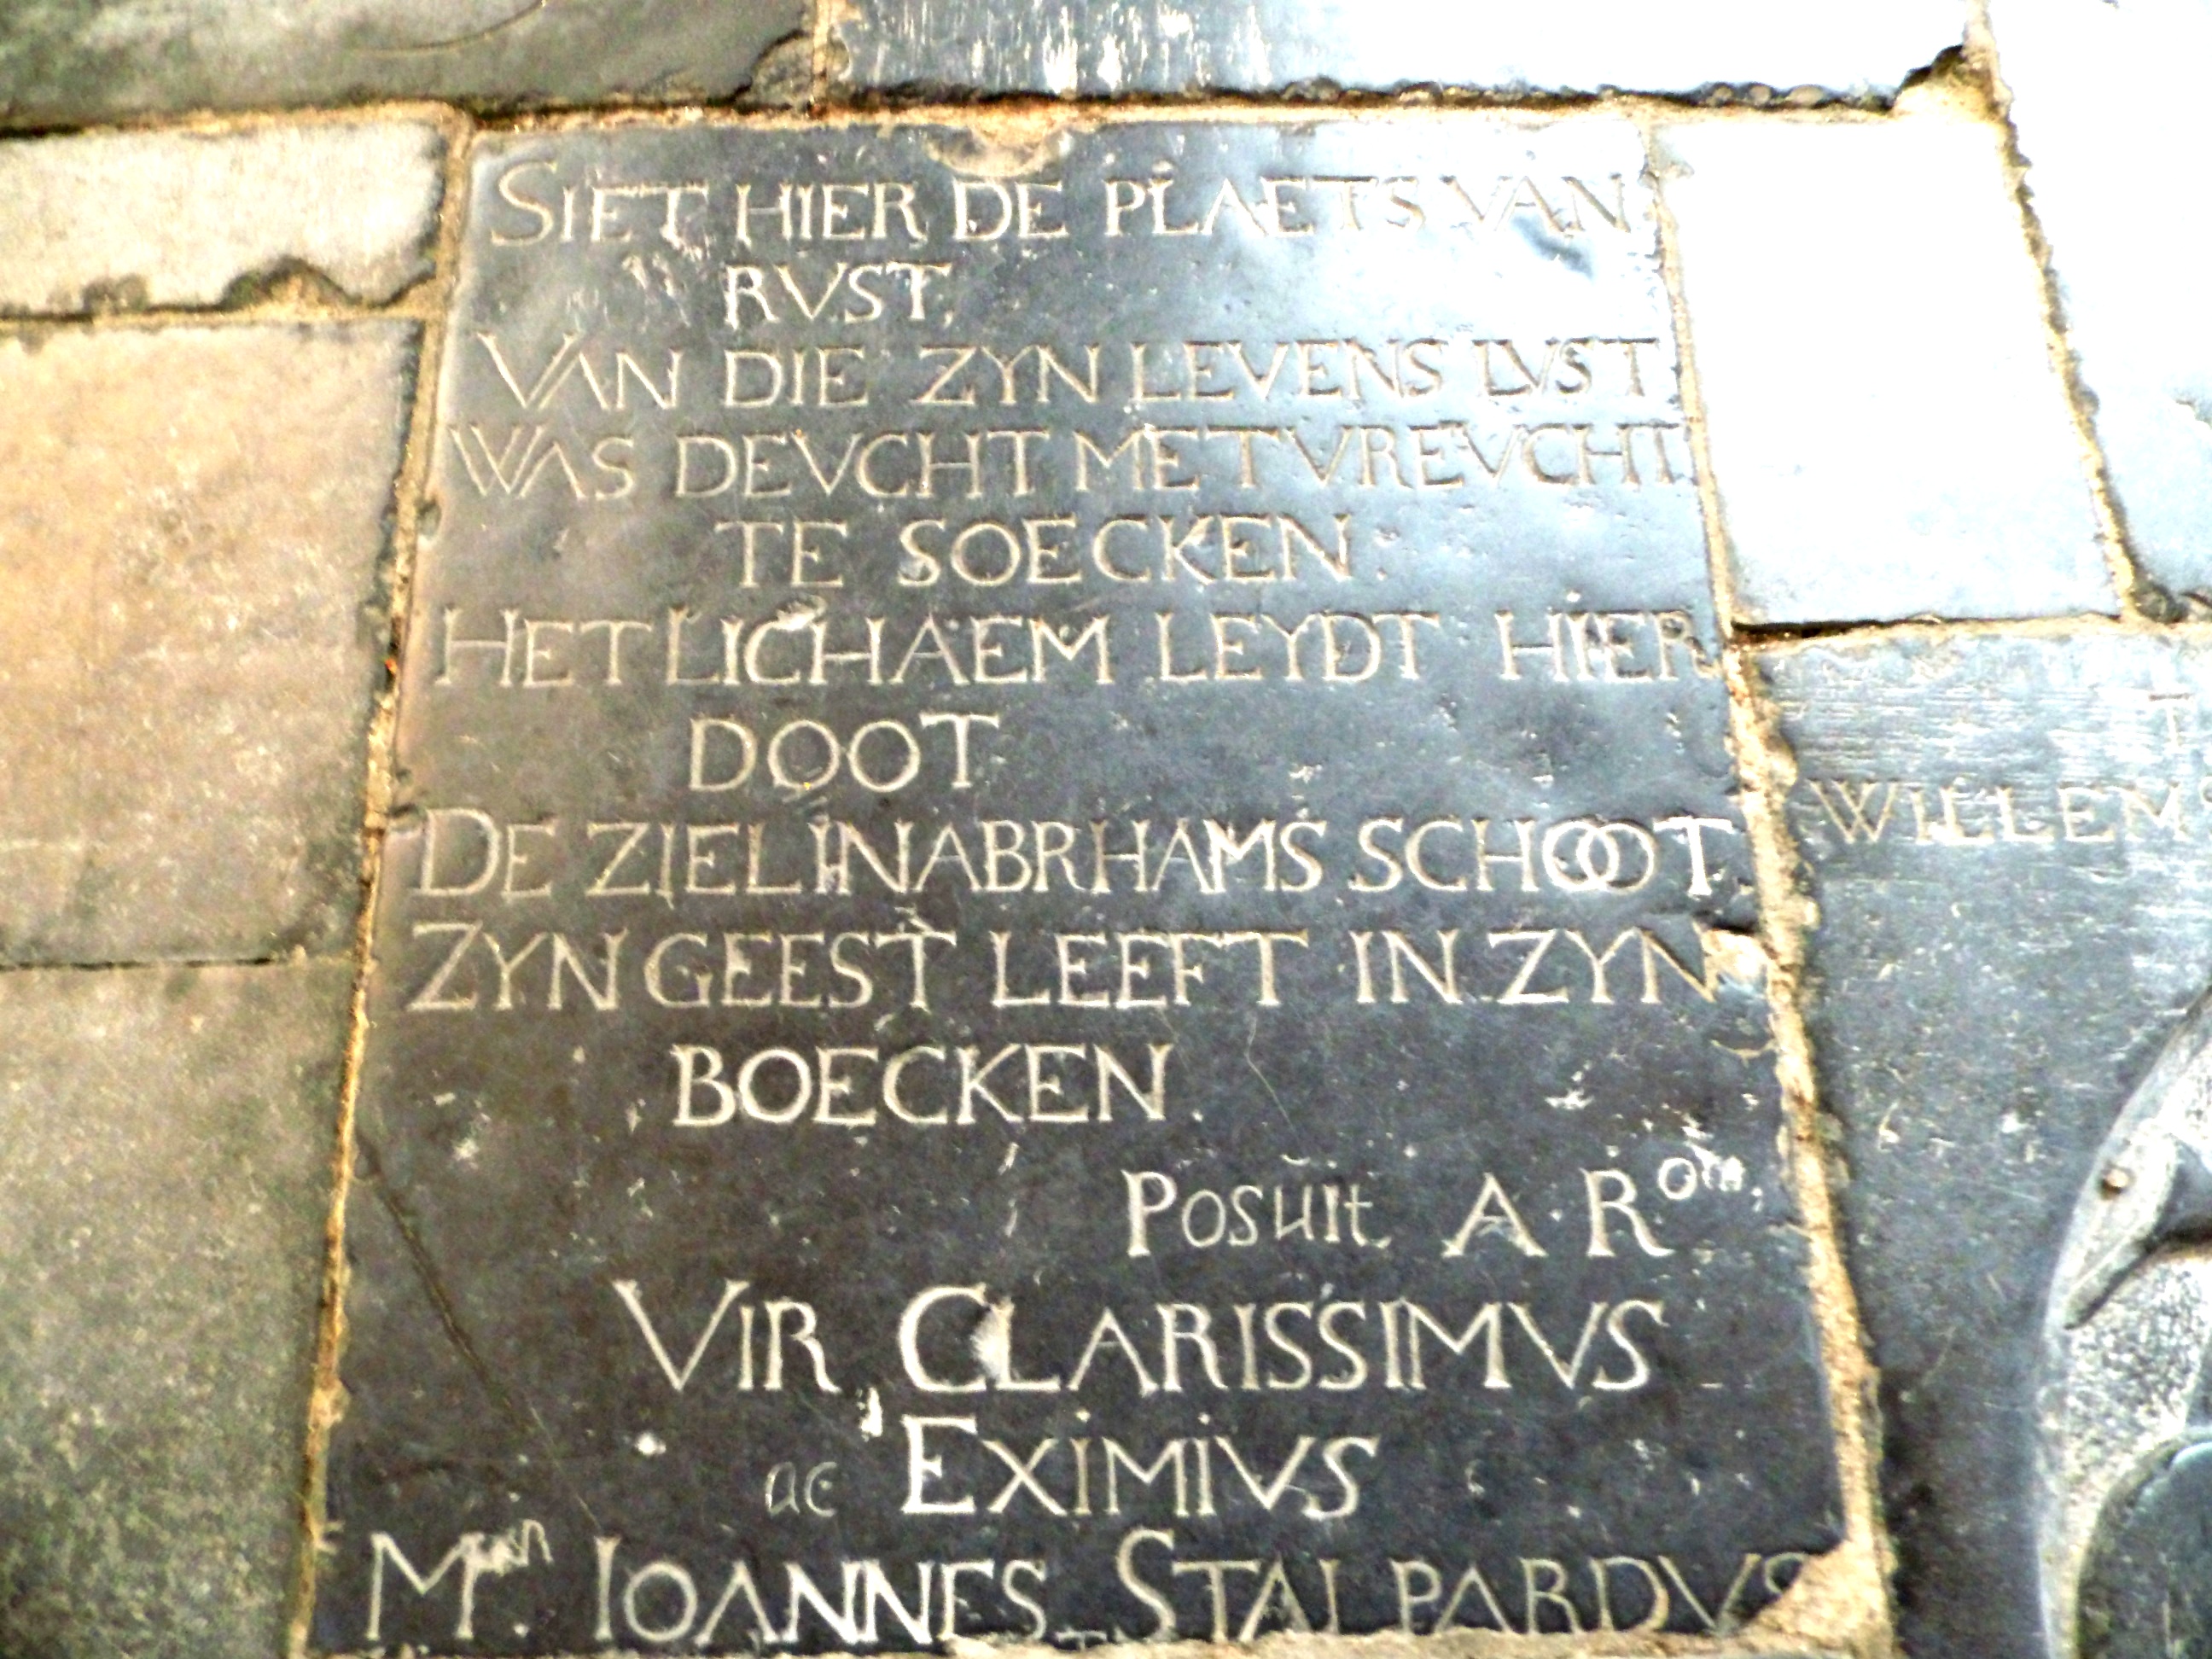 SIET HIER DE PLAETS VAN
RVST,
VAN DIE ZYN LEVENS LVST
WAS DEVCHT MET VREVCHT
TE SOECKEN:
HET LICHAEM LEYDT HIER
DOOT
DE ZIEL IN ABRHAMS SCHOOT
ZYN GEEST LEEFT IN ZYN
BOECKEN.
Posuit A. R
VIR CLARISSIMVS
ac EXIMIVS
IOANNES STALPARDVS
WILLEM